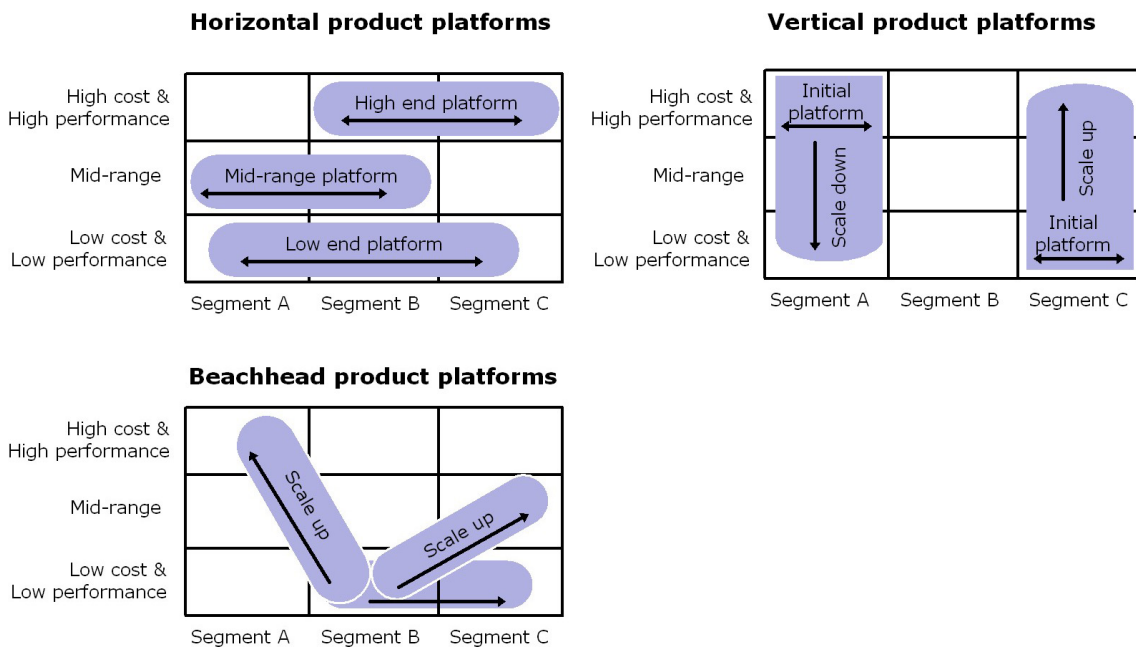 Horizontal product platforms
High cost &
High performance
High end platform
Mid-range
Mid-range platform
Low cost &
Low performance
Low end platform
Segment A
Segment B
Segment C
Vertical product platforms
High cost &
High performance
Initial
platform
Scale down
Scale up
Mid-range
Low cost &
Low performance
Initial
platform
Segment A
Segment B
Segment C
Beachhead product platforms
High cost &
High performance
Scale up
Mid-range
Scale up
Low cost &
Low performance
Segment A
Segment B
Segment C